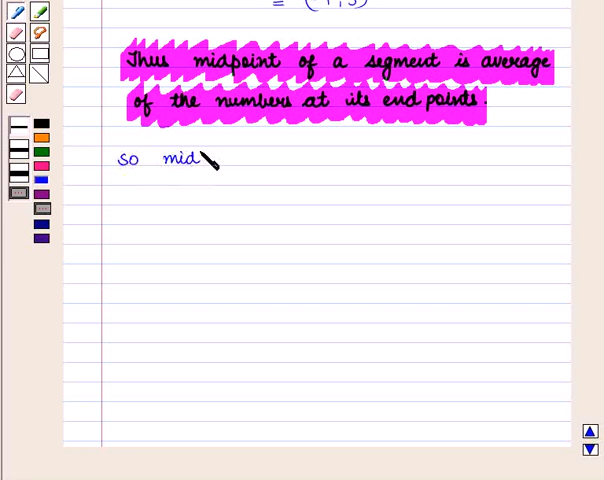 Thus midpoint of a segment is average
of the numbers at its end points.
so mid